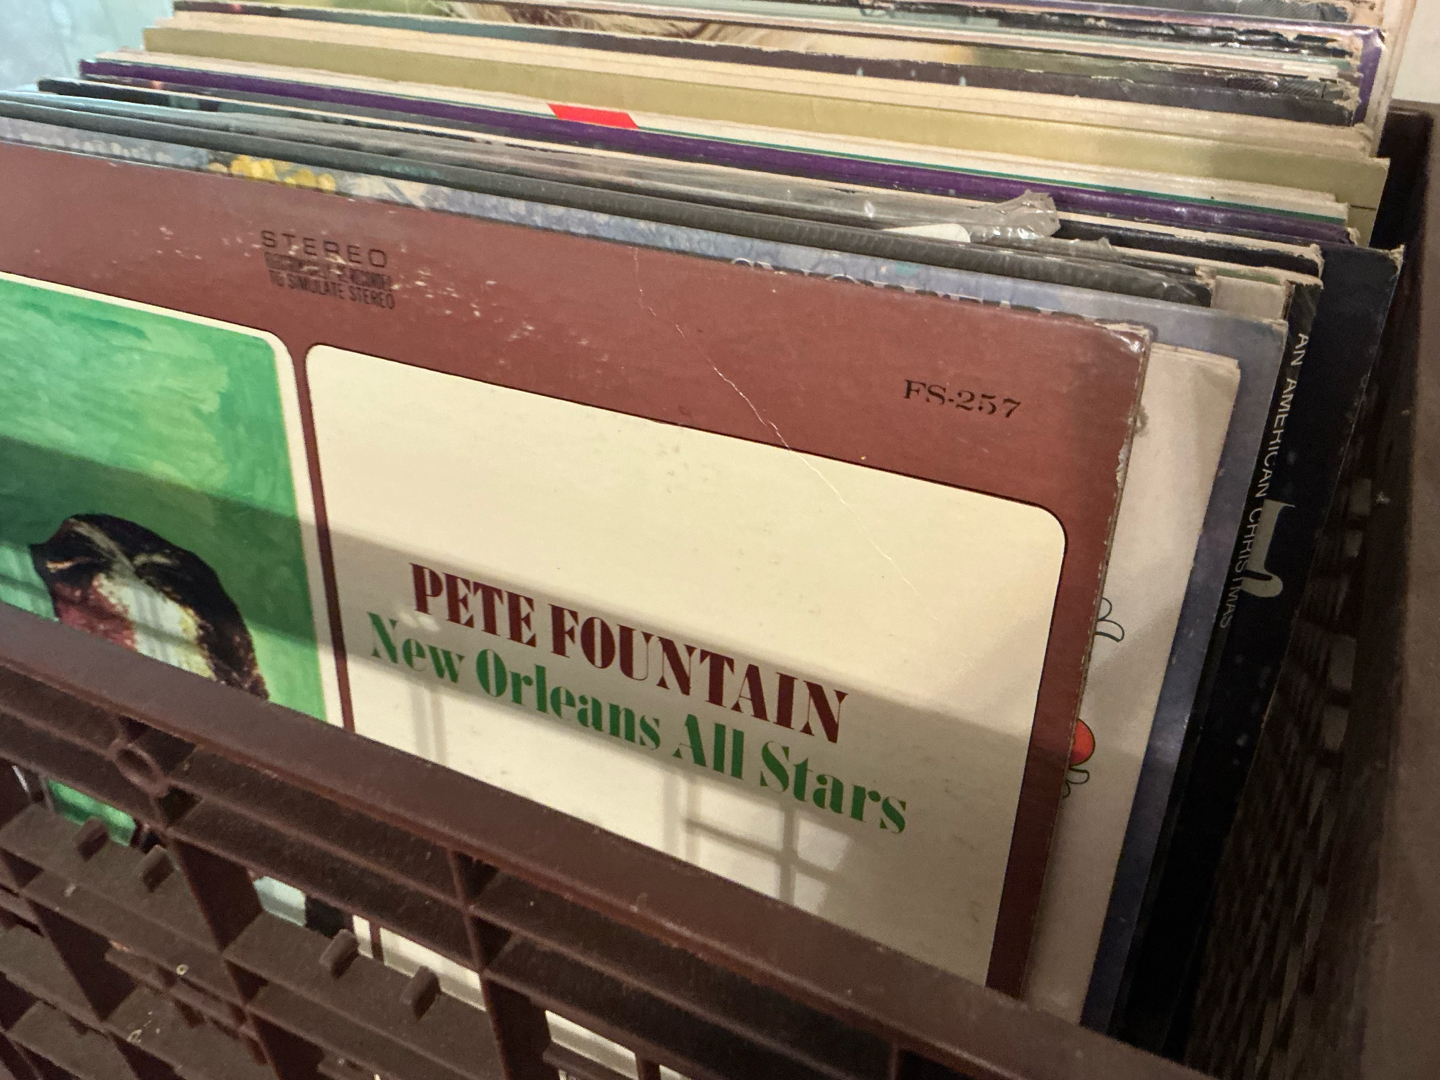 STEREO
TO SIMULATE STEREO
FS-257
PETE FOUNTAIN
New Orleans All Stars
AN AMERICAN CHRISTMAS